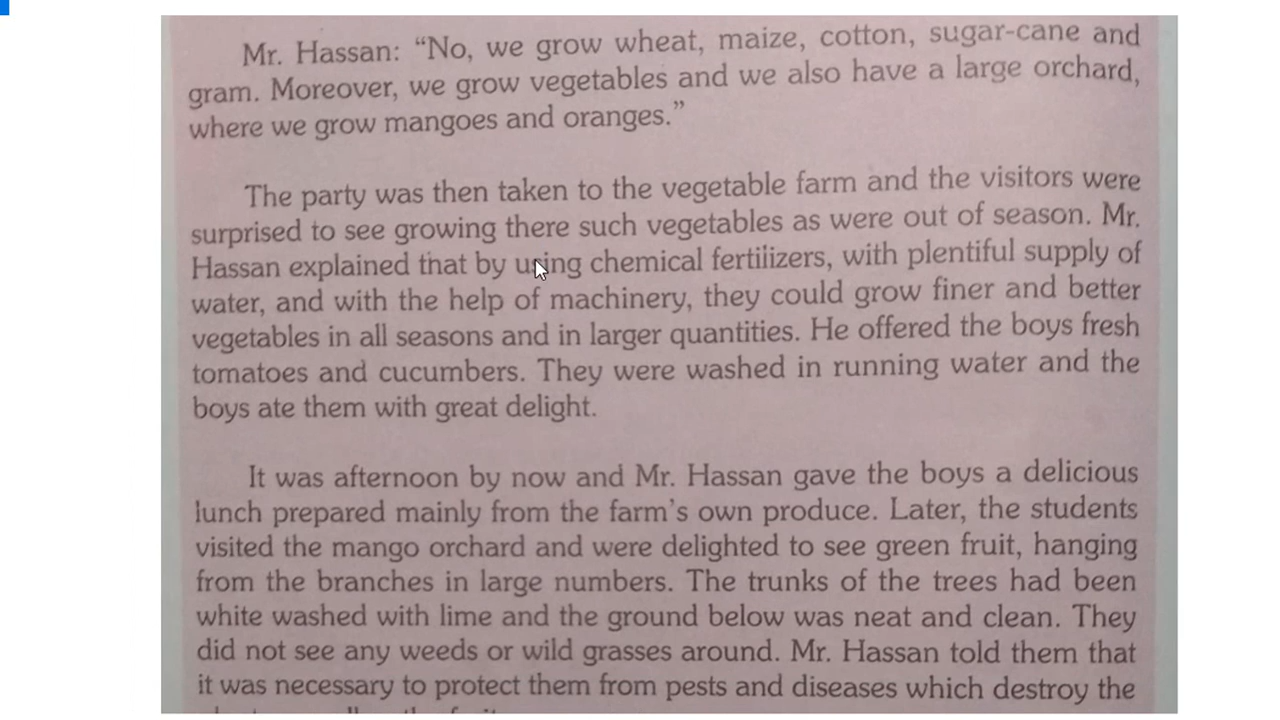 Mr. Hassan: “No, we grow wheat, maize, cotton, sugar-cane and
gram. Moreover, we grow vegetables and we also have a large orchard,
where we grow mangoes and oranges.”
The party was then taken to the vegetable farm and the visitors were
surprised to see growing there such vegetables as were out of season. Mr.
Hassan explained that by using chemical fertilizers, with plentiful supply of
water, and with the help of machinery, they could grow finer and better
vegetables in all seasons and in larger quantities. He offered the boys fresh
tomatoes and cucumbers. They were washed in running water and the
boys ate them with great delight.
It was afternoon by now and Mr. Hassan gave the boys a delicious
lunch prepared mainly from the farm’s own produce. Later, the students
visited the mango orchard and were delighted to see green fruit, hanging
from the branches in large numbers. The trunks of the trees had been
white washed with lime and the ground below was neat and clean. They
did not see any weeds or wild grasses around. Mr. Hassan told them that
it was necessary to protect them from pests and diseases which destroy the